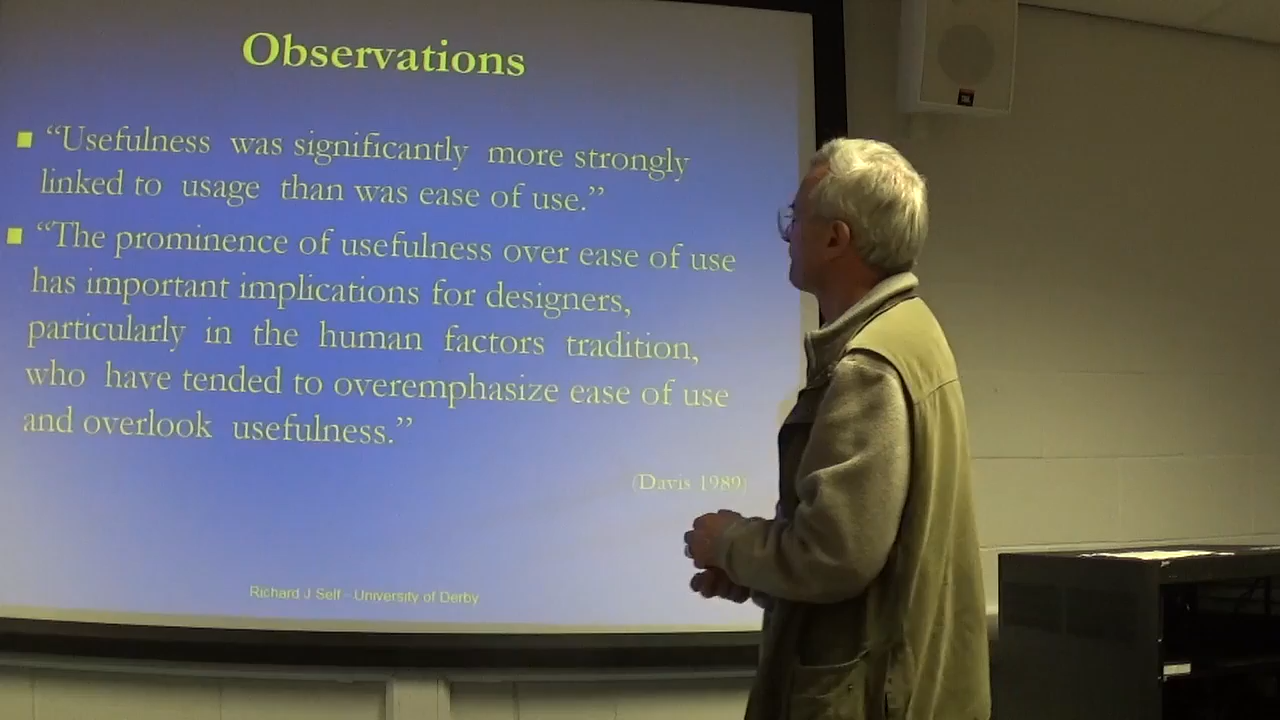 Observations
“Usefulness was significantly more strongly
linked to usage than was ease of use.”
“The prominence of usefulness over ease of use
has important implications for designers,
particularly in the human factors tradition,
who have tended to overemphasize ease of use
and overlook usefulness.”
(Davis 1989)
Richard J Self - University of Derby
JBL